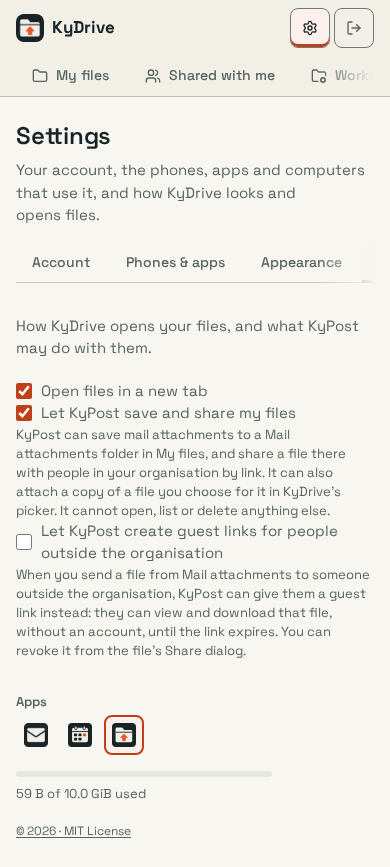 KyDrive
My files
Shared with me
Works
Settings
Your account, the phones, apps and computers
that use it, and how KyDrive looks and
opens files.
Account
Phones & apps
Appearance
How KyDrive opens your files, and what KyPost
may do with them.
Open files in a new tab
Let KyPost save and share my files
KyPost can save mail attachments to a Mail
attachments folder in My files, and share a file there
with people in your organisation by link. It can also
attach a copy of a file you choose for it in KyDrive's
picker. It cannot open, list or delete anything else.
Let KyPost create guest links for people
outside the organisation
When you send a file from Mail attachments to someone
outside the organisation, KyPost can give them a guest
link instead: they can view and download that file,
without an account, until the link expires. You can
revoke it from the file's Share dialog.
Apps
59 B of 10.0 GiB used
© 2026 · MIT License